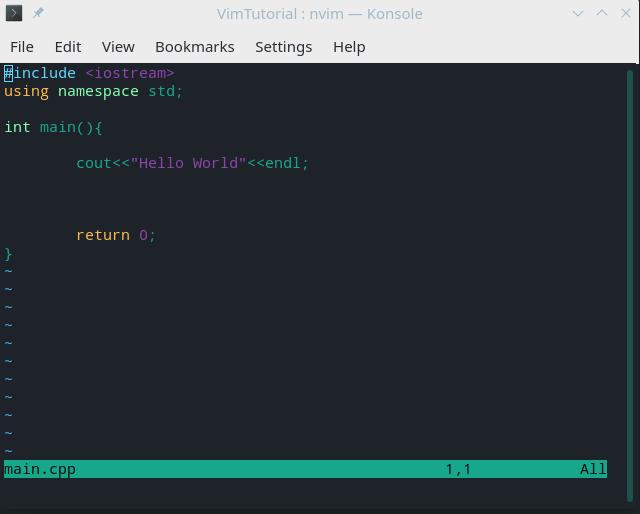 VimTutorial : nvim — Konsole
File Edit View Bookmarks Settings Help
#include <iostream>
using namespace std;
int main(){
cout<<"Hello World"<<endl;
return 0;
}
~
~
~
~
~
~
~
~
~
~
~
main.cpp 1,1 All